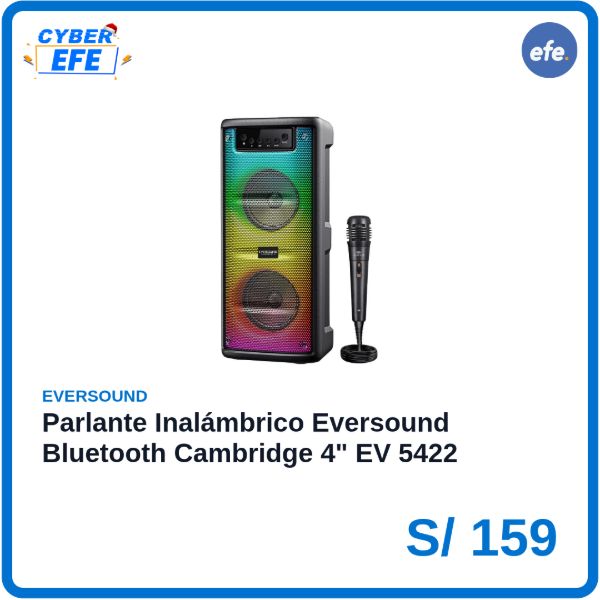 CYBER
EFE
efe.
EVERSOUND
Parlante Inalámbrico Eversound
Bluetooth Cambridge 4" EV 5422
S/ 159